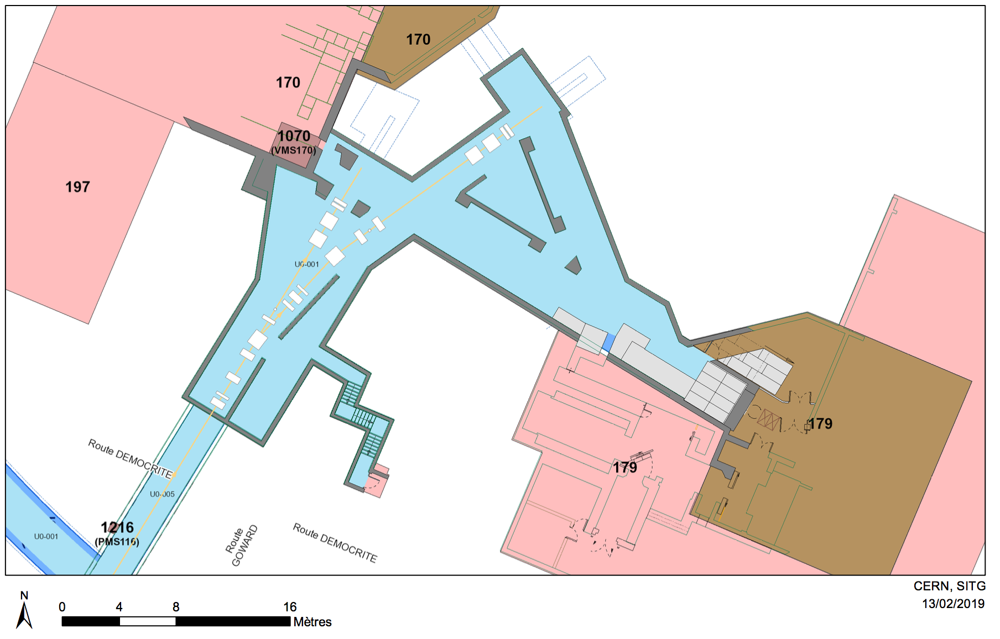 170
170
1070
(VMS170)
197
U0-001
179
179
Route DEMOCRITE
U0-005
1216
(PMS116)
U0-001
Route
GOWARD
Route DEMOCRITE
CERN, SITG
13/02/2019
N
0 4 8 16
Mètres